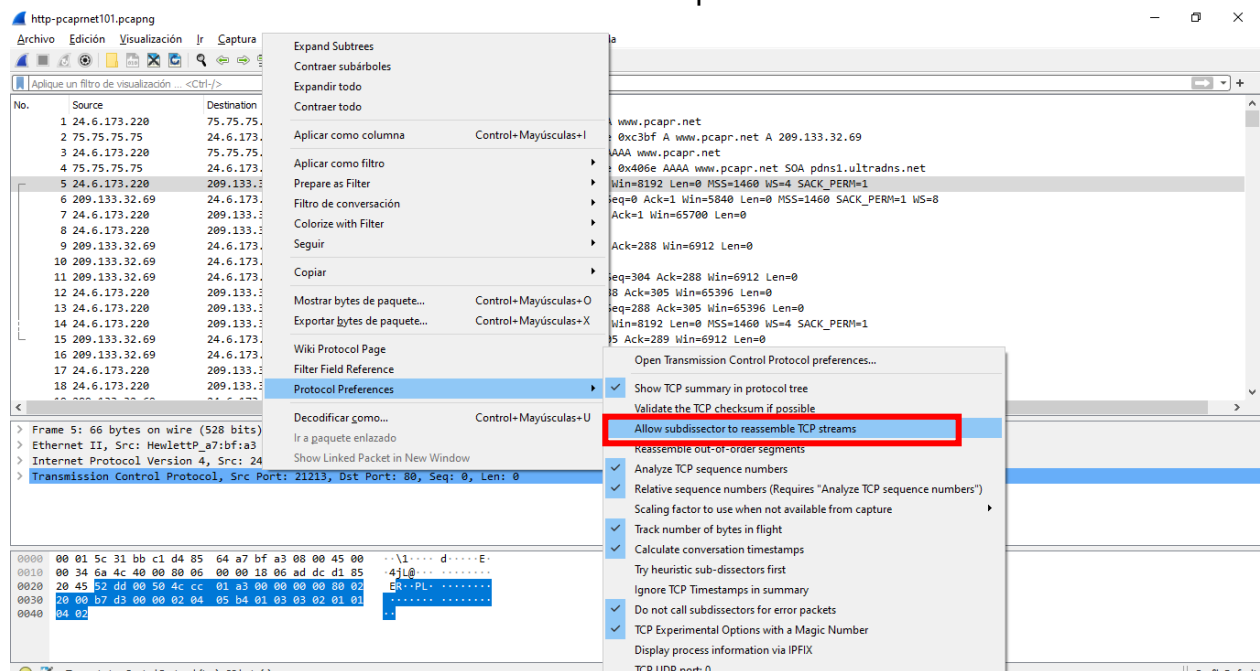 http-pcaprnet101.pcapng
Archivo Edición Visualización Ir Captura
Aplique un filtro de visualización ... <Ctrl-/>
No. Source Destination
1 24.6.173.220 75.75.75. A www.pcapr.net
2 75.75.75.75 24.6.173. 0xc3bf A www.pcapr.net A 209.133.32.69
3 24.6.173.220 75.75.75. AAAA www.pcapr.net
4 75.75.75.75 24.6.173. 0x406e AAAA www.pcapr.net SOA pdns1.ultradns.net
5 24.6.173.220 209.133.3 Win=8192 Len=0 MSS=1460 WS=4 SACK_PERM=1
6 209.133.32.69 24.6.173. Seq=0 Ack=1 Win=5840 Len=0 MSS=1460 SACK_PERM=1 WS=8
7 24.6.173.220 209.133.3 Ack=1 Win=65700 Len=0
8 24.6.173.220 209.133.3
9 209.133.32.69 24.6.173. Ack=288 Win=6912 Len=0
10 209.133.32.69 24.6.173.
11 209.133.32.69 24.6.173. Seq=304 Ack=288 Win=6912 Len=0
12 24.6.173.220 209.133.3 88 Ack=305 Win=65396 Len=0
13 24.6.173.220 209.133.3 Seq=288 Ack=305 Win=65396 Len=0
14 24.6.173.220 209.133.3 Win=8192 Len=0 MSS=1460 WS=4 SACK_PERM=1
15 209.133.32.69 24.6.173. 05 Ack=289 Win=6912 Len=0
16 209.133.32.69 24.6.173.
17 24.6.173.220 209.133.3
18 24.6.173.220 209.133.3
Expand Subtrees
Contraer subárboles
Expandir todo
Contraer todo
Aplicar como columna Control+Mayúsculas+I
Aplicar como filtro
Prepare as Filter
Filtro de conversación
Colorize with Filter
Seguir
Copiar
Mostrar bytes de paquete... Control+Mayúsculas+O
Exportar bytes de paquete... Control+Mayúsculas+X
Wiki Protocol Page
Filter Field Reference
Protocol Preferences
Decodificar como... Control+Mayúsculas+U
Ir a paquete enlazado
Show Linked Packet in New Window
Open Transmission Control Protocol preferences...
Show TCP summary in protocol tree
Validate the TCP checksum if possible
Allow subdissector to reassemble TCP streams
Reassemble out-of-order segments
Analyze TCP sequence numbers
Relative sequence numbers (Requires "Analyze TCP sequence numbers")
Scaling factor to use when not available from capture
Track number of bytes in flight
Calculate conversation timestamps
Try heuristic sub-dissectors first
Ignore TCP Timestamps in summary
Do not call subdissectors for error packets
TCP Experimental Options with a Magic Number
Display process information via IPFIX
TCP UDP port: 0
Frame 5: 66 bytes on wire (528 bits)
Ethernet II, Src: HewlettP_a7:bf:a3
Internet Protocol Version 4, Src: 24
Transmission Control Protocol, Src Port: 21213, Dst Port: 80, Seq: 0, Len: 0
0000 00 01 5c 31 bb c1 d4 85 64 a7 bf a3 08 00 45 00 ··\1···· d·····E·
0010 00 34 6a 4c 40 00 80 06 00 00 18 06 ad dc d1 85 ·4jL@··· ········
0020 20 45 52 dd 00 50 4c cc 01 a3 00 00 00 00 80 02 ER··PL· ········
0030 20 00 b7 d3 00 00 02 04 05 b4 01 03 03 02 01 01 ······· ········
0040 04 02 ··